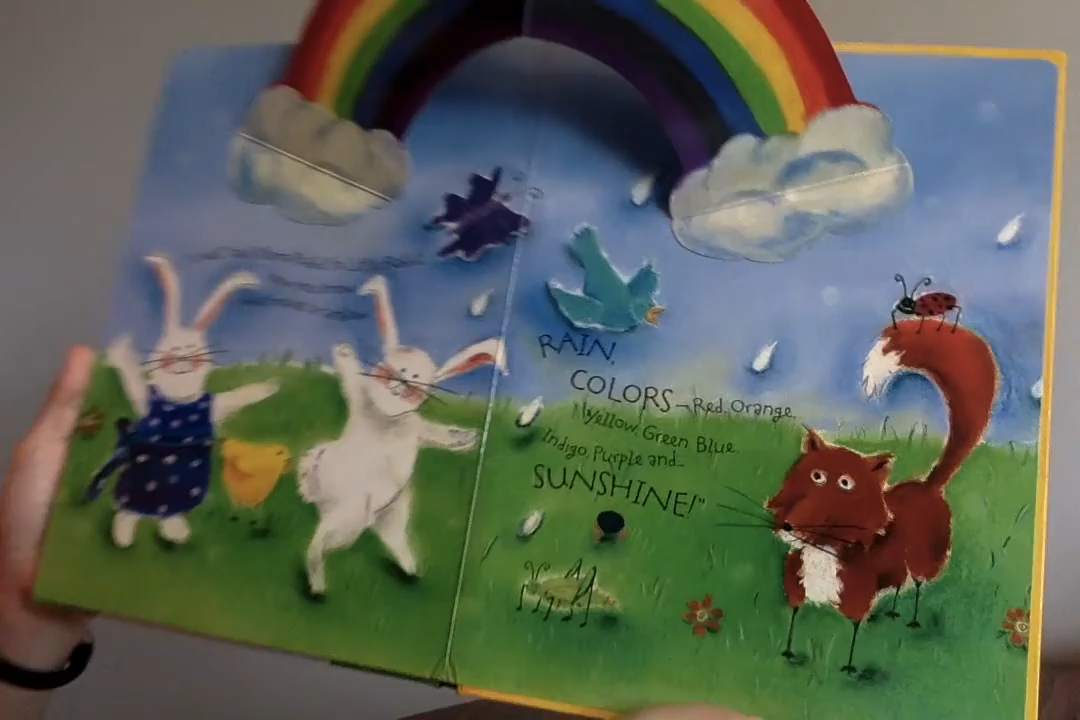 RAIN,
COLORS—Red, Orange,
Yellow, Green, Blue,
Indigo, Purple and...
SUNSHINE!"